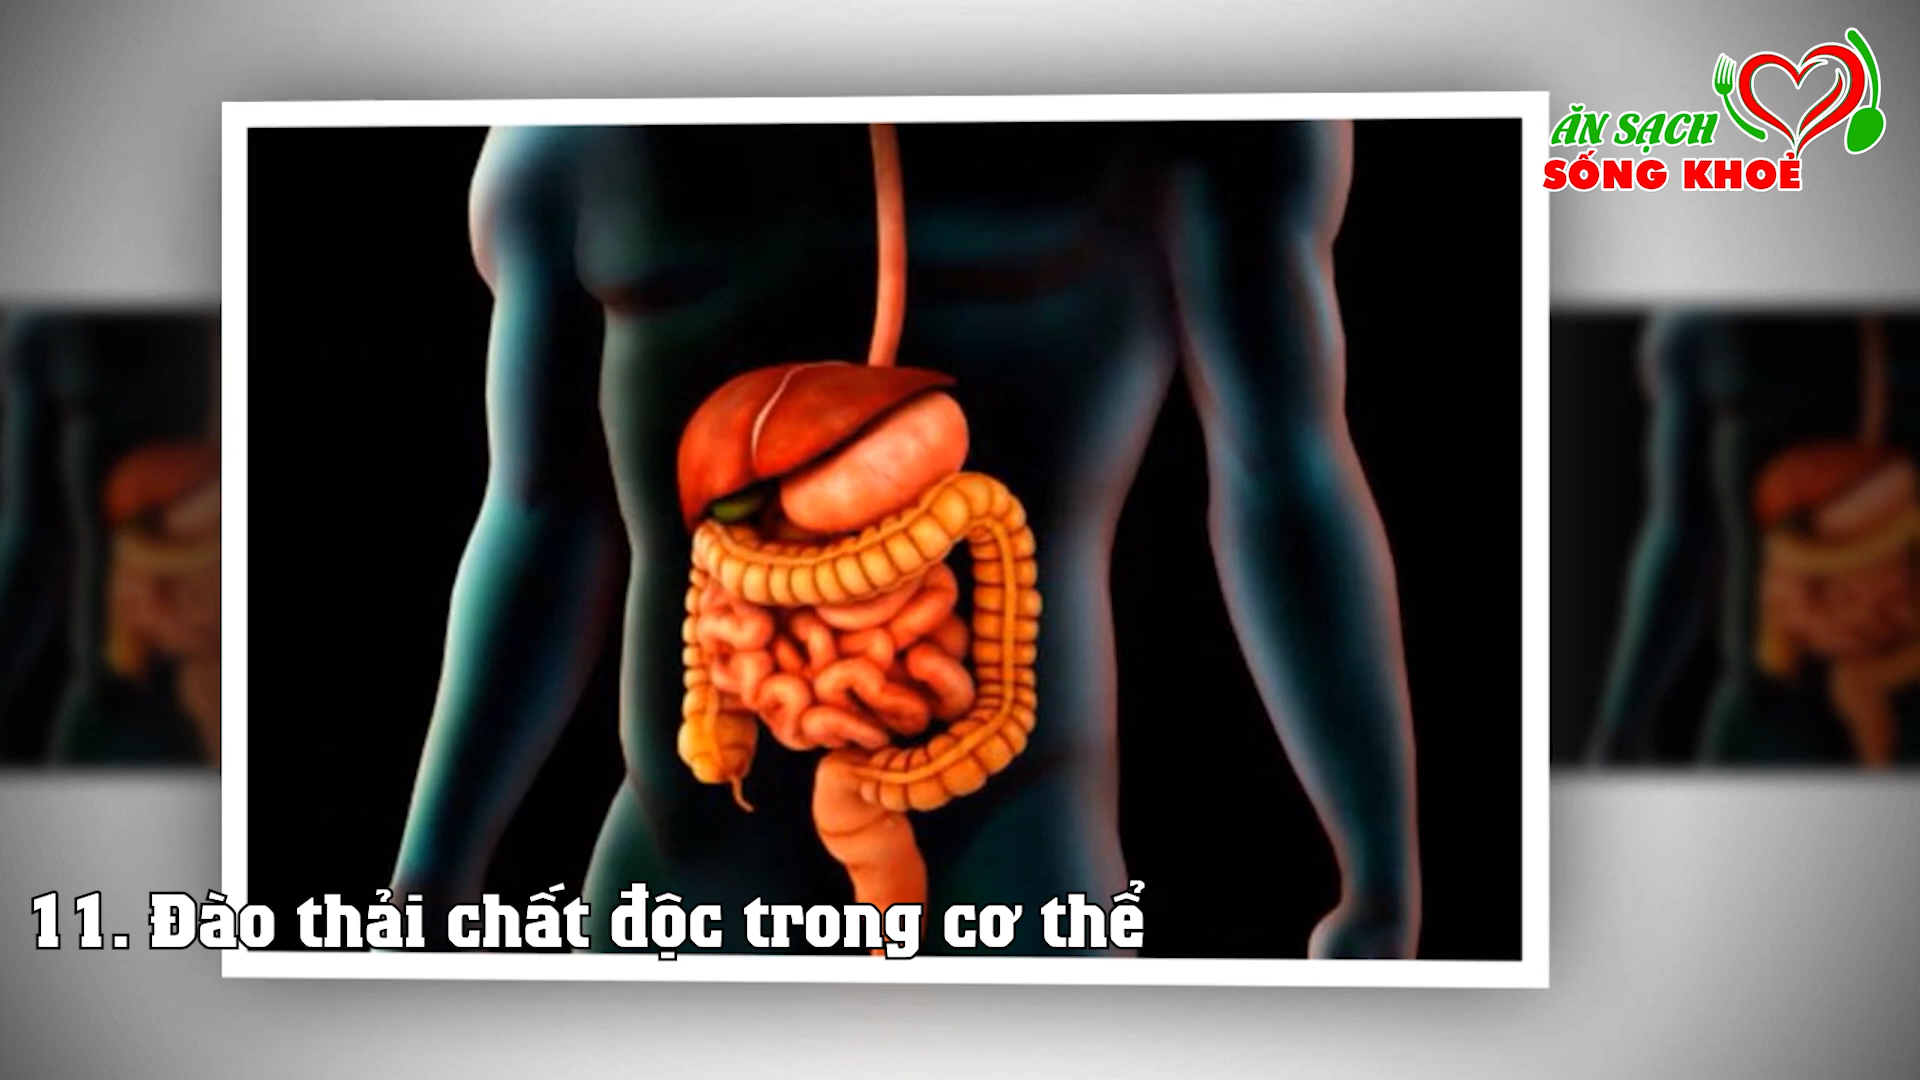 ĂN SẠCH
SỐNG KHOẺ
11. Đào thải chất độc trong cơ thể